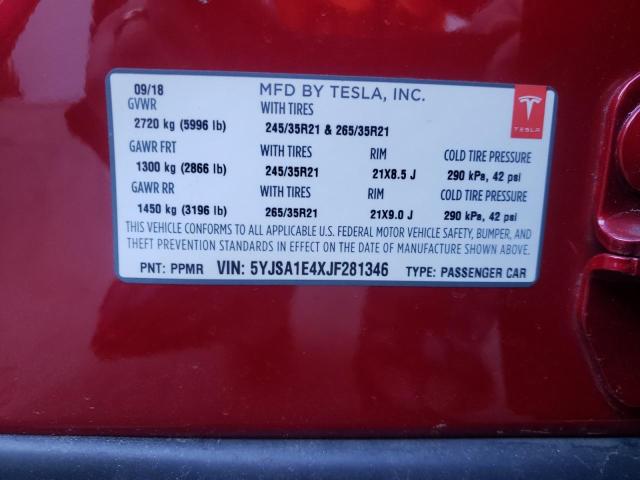 09/18 MFD BY TESLA, INC.
GVWR WITH TIRES
2720 kg (5996 lb) 245/35R21 & 265/35R21
GAWR FRT WITH TIRES RIM COLD TIRE PRESSURE
1300 kg (2866 lb) 245/35R21 21X8.5 J 290 kPa, 42 psi
GAWR RR WITH TIRES RIM COLD TIRE PRESSURE
1450 kg (3196 lb) 265/35R21 21X9.0 J 290 kPa, 42 psi
THIS VEHICLE CONFORMS TO ALL APPLICABLE U.S. FEDERAL MOTOR VEHICLE SAFETY, BUMPER, AND
THEFT PREVENTION STANDARDS IN EFFECT ON THE DATE OF MANUFACTURE SHOWN ABOVE.
PNT: PPMR VIN: 5YJSA1E4XJF281346 TYPE: PASSENGER CAR
TESLA